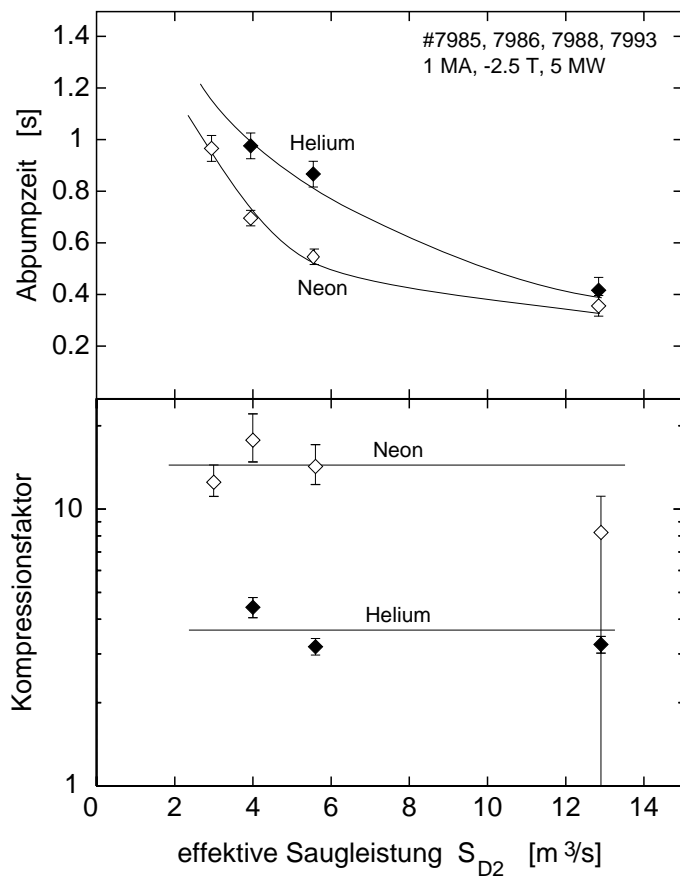 1.4
1.2
1
0.8
0.6
0.4
0.2
Abpumpzeit [s]
#7985, 7986, 7988, 7993
1 MA, -2.5 T, 5 MW
Helium
Neon
10
1
Kompressionsfaktor
Neon
Helium
0 2 4 6 8 10 12 14
effektive Saugleistung S_D2 [m³/s]